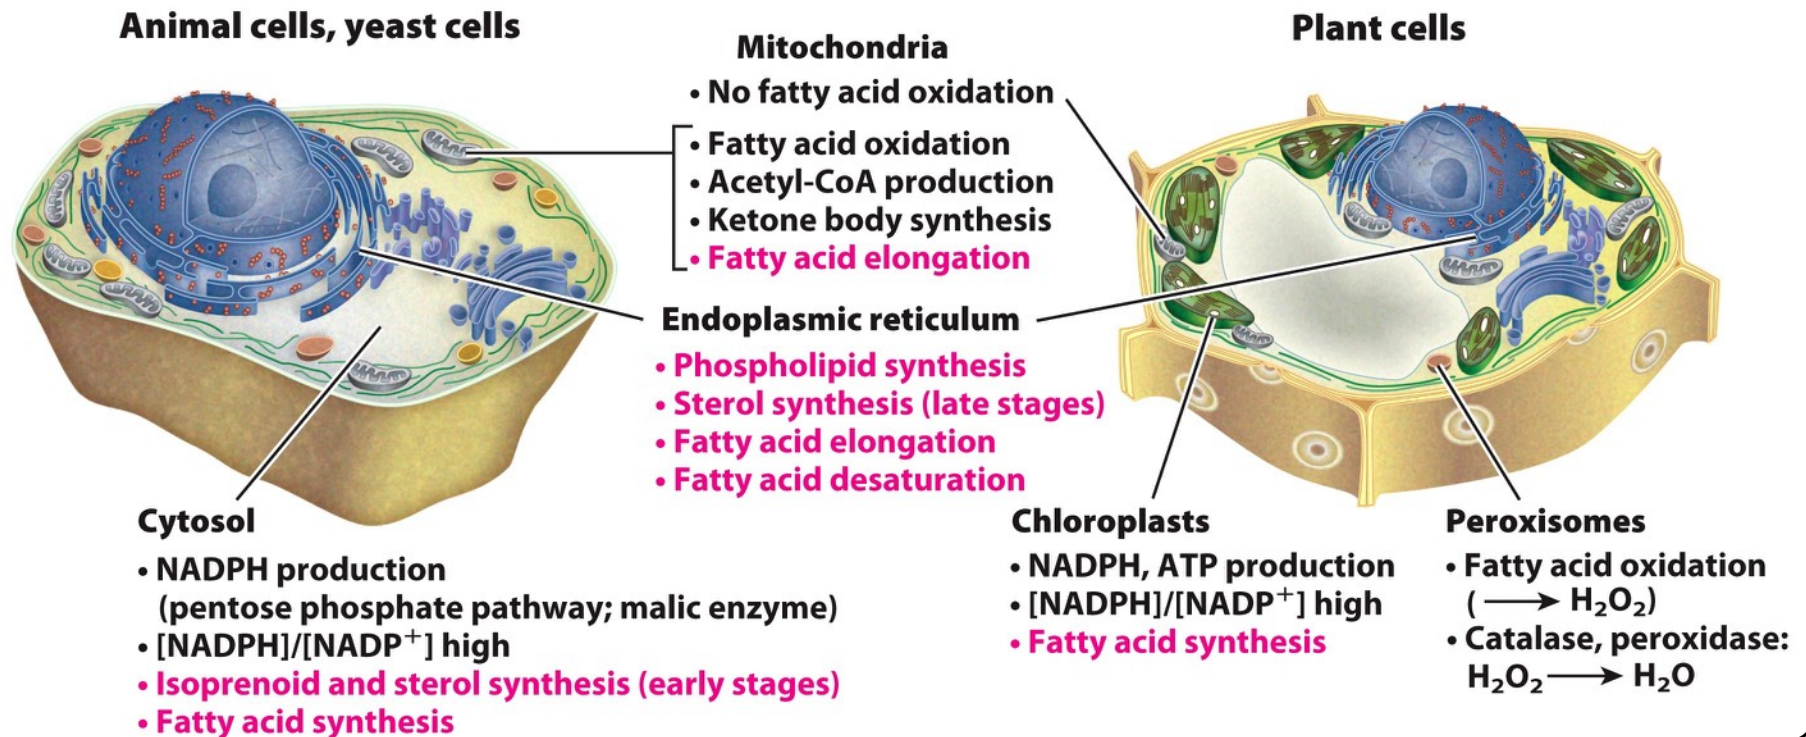 Animal cells, yeast cells
Plant cells
Mitochondria
• No fatty acid oxidation
• Fatty acid oxidation
• Acetyl-CoA production
• Ketone body synthesis
• Fatty acid elongation
Endoplasmic reticulum
• Phospholipid synthesis
• Sterol synthesis (late stages)
• Fatty acid elongation
• Fatty acid desaturation
Cytosol
• NADPH production
(pentose phosphate pathway; malic enzyme)
• [NADPH]/[NADP⁺] high
• Isoprenoid and sterol synthesis (early stages)
• Fatty acid synthesis
Chloroplasts
• NADPH, ATP production
• [NADPH]/[NADP⁺] high
• Fatty acid synthesis
Peroxisomes
• Fatty acid oxidation
( ⟶ H₂O₂)
• Catalase, peroxidase:
H₂O₂ ⟶ H₂O